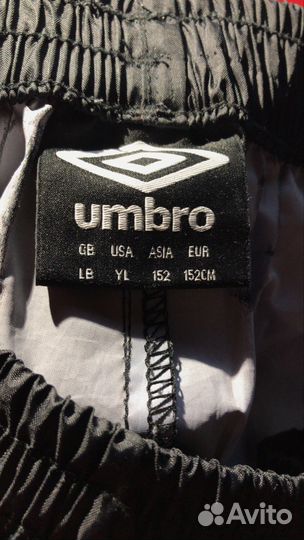 umbro
GB USA ASIA EUR
LB YL 152 152CM
Avito